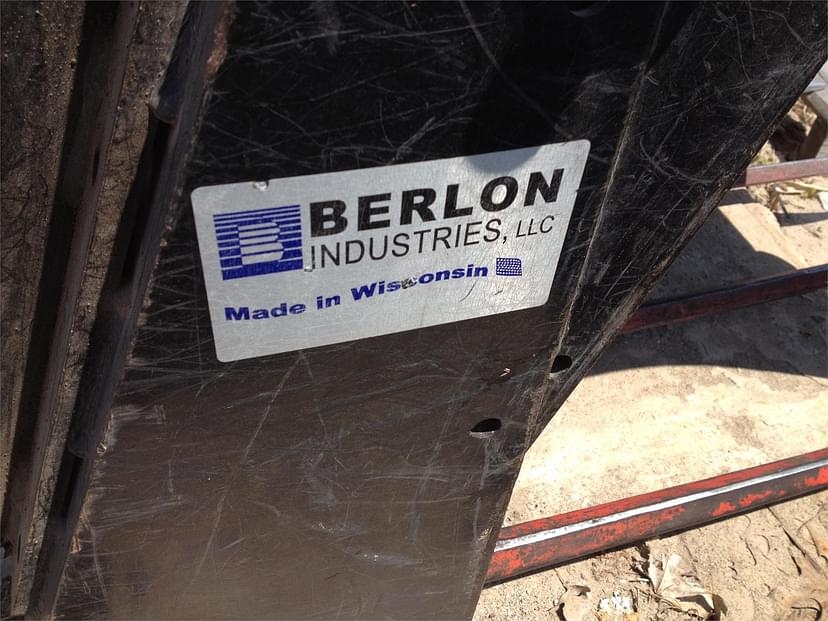 B
BERLON
INDUSTRIES, LLC
Made in Wisconsin